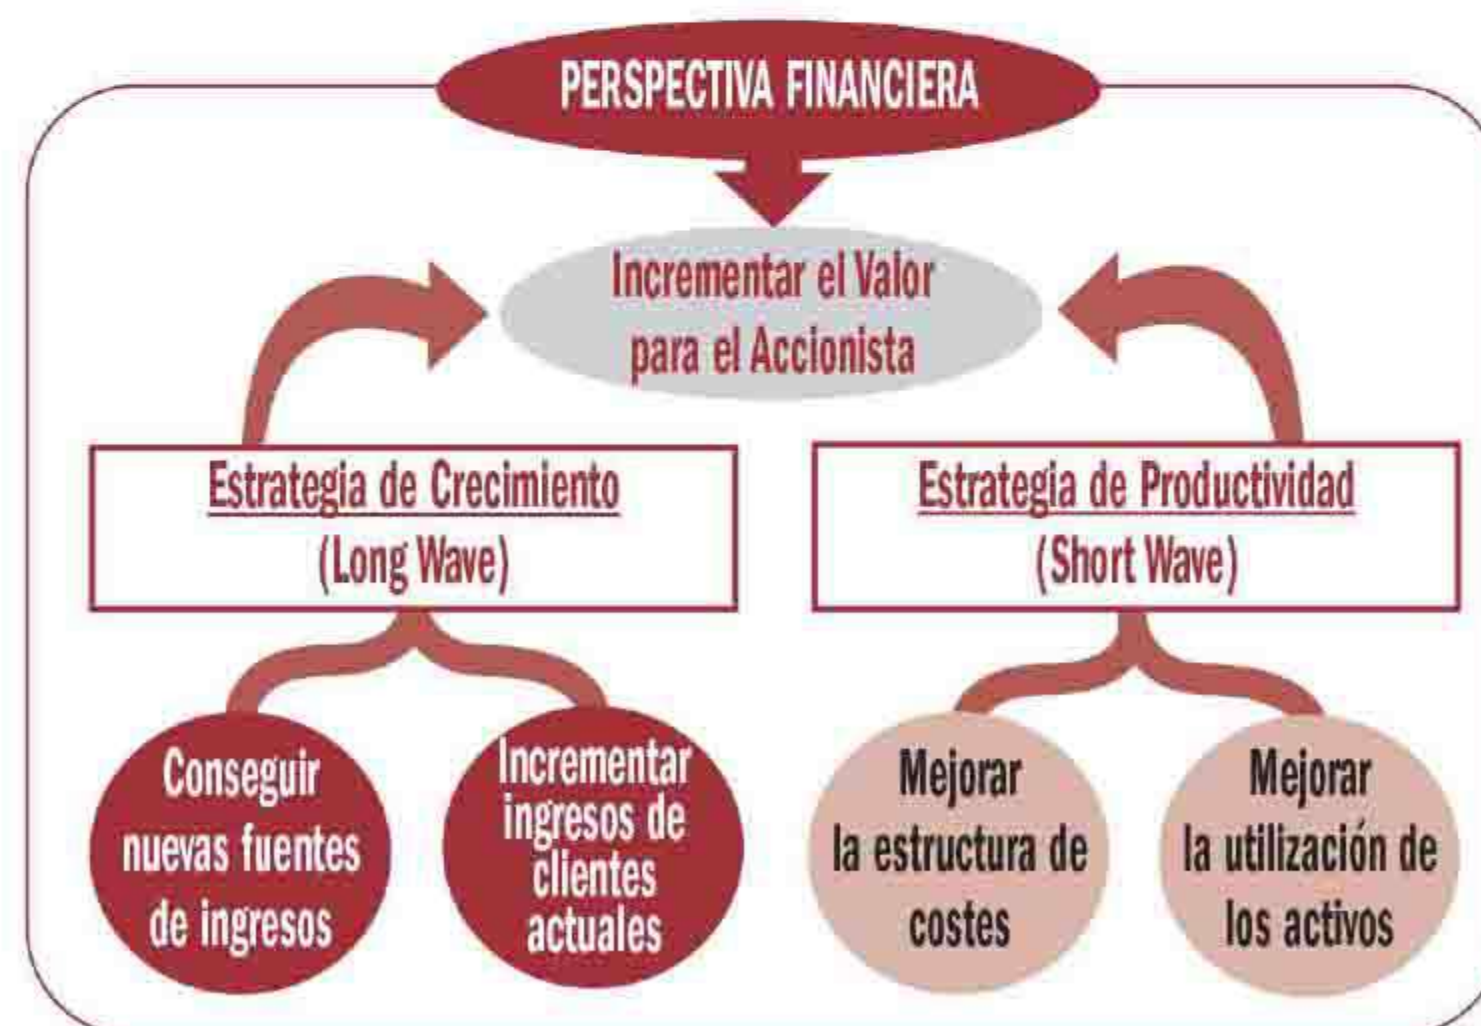 PERSPECTIVA FINANCIERA
Incrementar el Valor
para el Accionista
Estrategia de Crecimiento
(Long Wave)
Estrategia de Productividad
(Short Wave)
Conseguir
nuevas fuentes
de ingresos
Incrementar
ingresos de
clientes
actuales
Mejorar
la estructura de
costes
Mejorar
la utilización de
los activos